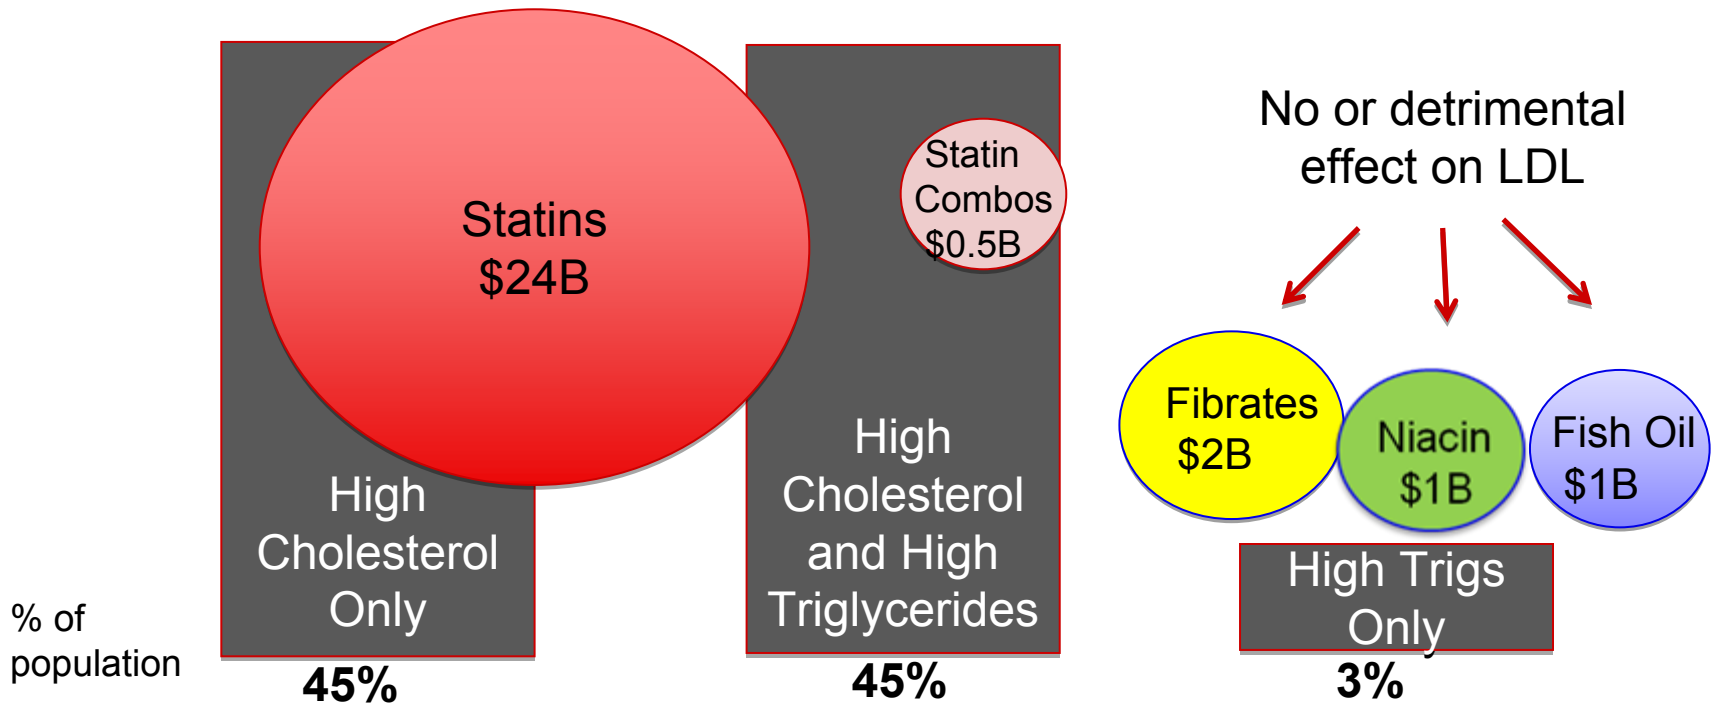 Statins
$24B
High
Cholesterol
Only
45%
Statin
Combos
$0.5B
High
Cholesterol
and High
Triglycerides
45%
No or detrimental
effect on LDL
Fibrates
$2B
Niacin
$1B
Fish Oil
$1B
High Trigs
Only
3%
% of
population